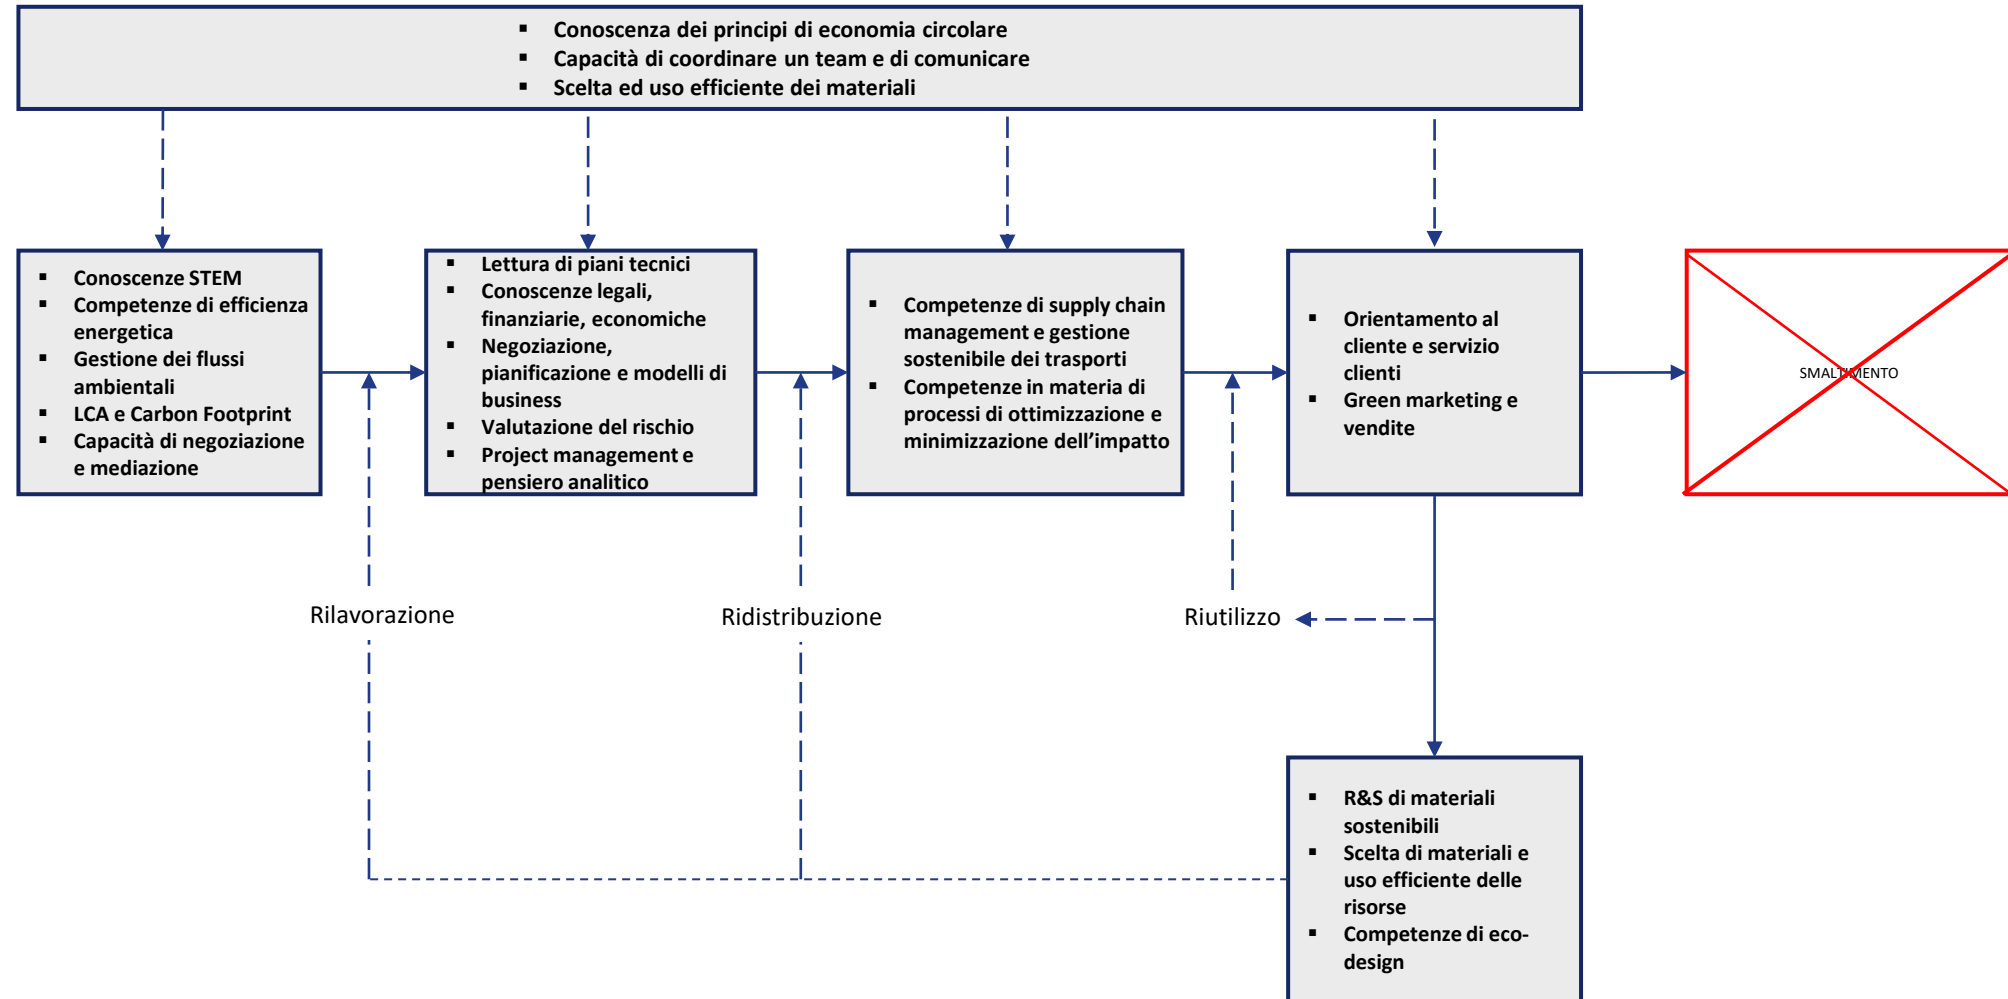 ▪ Conoscenza dei principi di economia circolare
▪ Capacità di coordinare un team e di comunicare
▪ Scelta ed uso efficiente dei materiali
▪ Conoscenze STEM
▪ Competenze di efficienza
energetica
▪ Gestione dei flussi
ambientali
▪ LCA e Carbon Footprint
▪ Capacità di negoziazione
e mediazione
▪ Lettura di piani tecnici
▪ Conoscenze legali,
finanziarie, economiche
▪ Negoziazione,
pianificazione e modelli di
business
▪ Valutazione del rischio
▪ Project management e
pensiero analitico
▪ Competenze di supply chain
management e gestione
sostenibile dei trasporti
▪ Competenze in materia di
processi di ottimizzazione e
minimizzazione dell’impatto
▪ Orientamento al
cliente e servizio
clienti
▪ Green marketing e
vendite
SMALTIMENTO
Rilavorazione
Ridistribuzione
Riutilizzo
▪ R&S di materiali
sostenibili
▪ Scelta di materiali e
uso efficiente delle
risorse
▪ Competenze di eco-
design